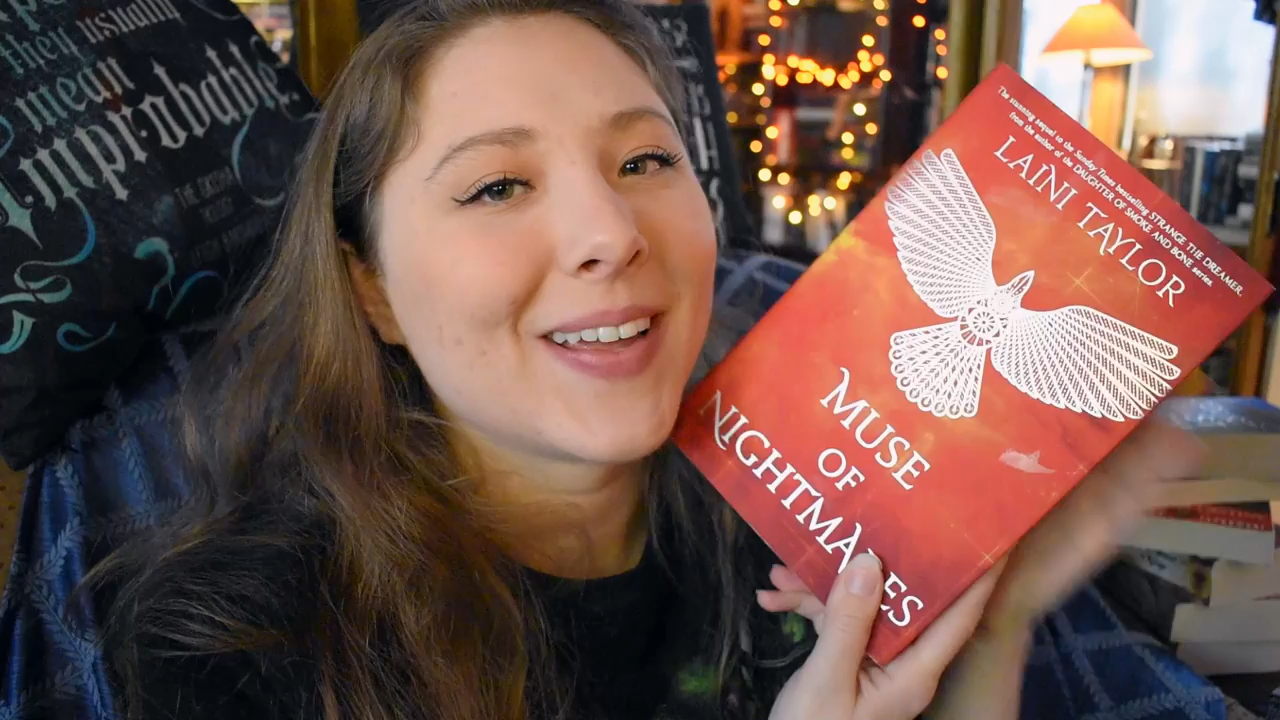 they usually
mean
Improbable
The stunning sequel to the Sunday Times bestselling STRANGE THE DREAMER,
from the author of the DAUGHTER OF SMOKE AND BONE series.
LAINI TAYLOR
MUSE
OF
NIGHTMARES